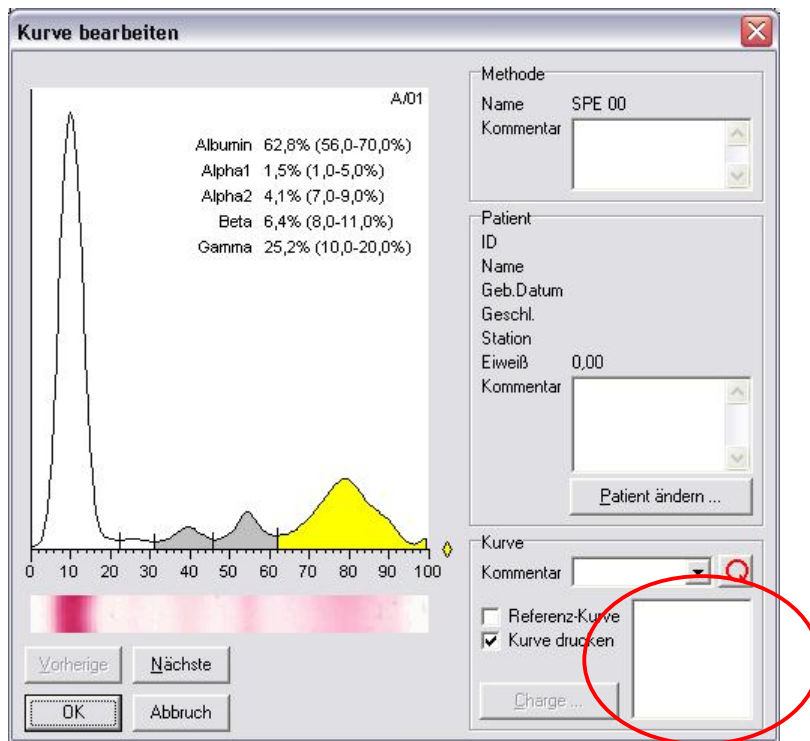 Kurve bearbeiten
A/01
Albumin 62,8% (56,0-70,0%)
Alpha1 1,5% (1,0-5,0%)
Alpha2 4,1% (7,0-9,0%)
Beta 6,4% (8,0-11,0%)
Gamma 25,2% (10,0-20,0%)
0 10 20 30 40 50 60 70 80 90 100
Vorherige Nächste
OK Abbruch
Methode
Name SPE 00
Kommentar
Patient
ID
Name
Geb.Datum
Geschl.
Station
Eiweiß 0,00
Kommentar
Patient ändern ...
Kurve
Kommentar
Referenz-Kurve
Kurve drucken
Charge ...